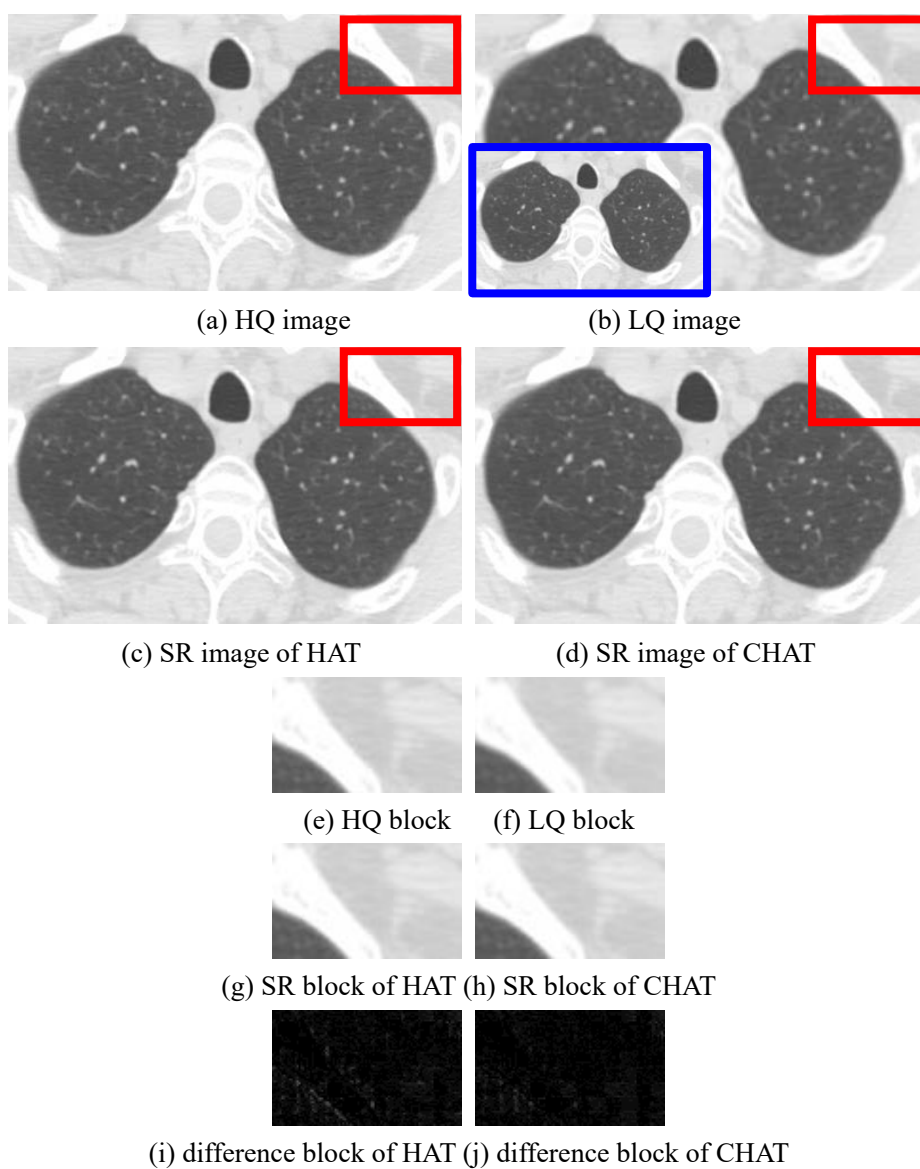 (a) HQ image (b) LQ image
(c) SR image of HAT (d) SR image of CHAT
(e) HQ block (f) LQ block
(g) SR block of HAT (h) SR block of CHAT
(i) difference block of HAT (j) difference block of CHAT